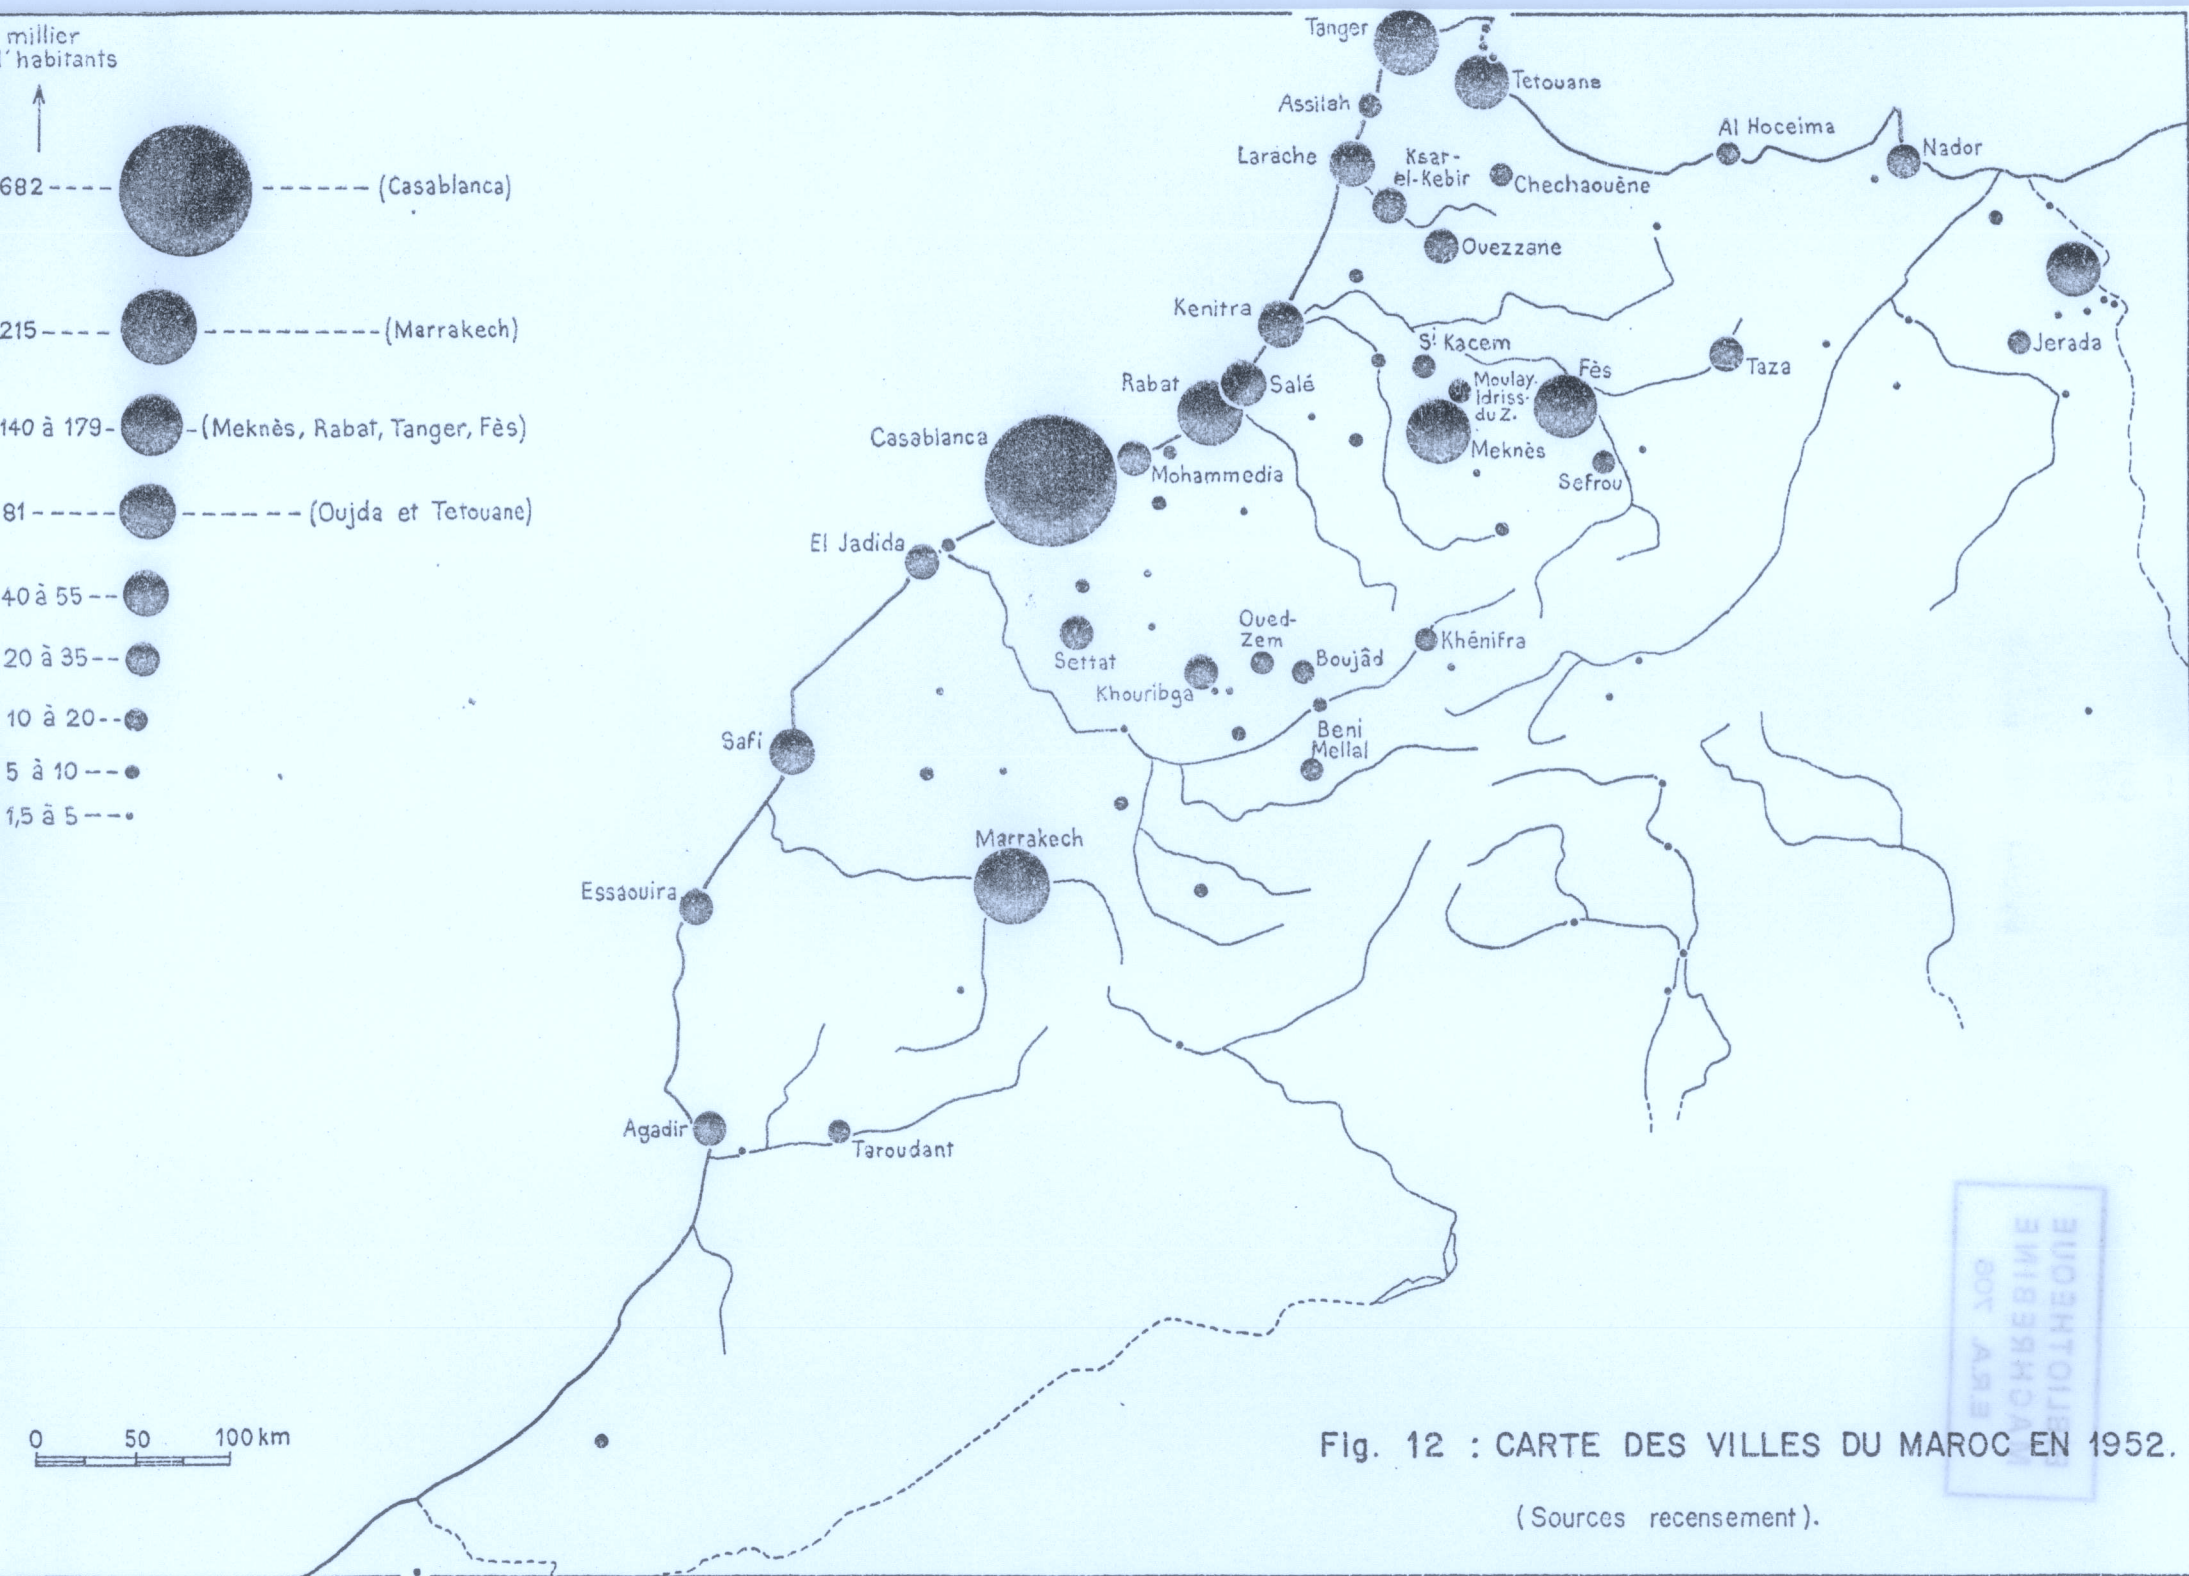 millier
d'habitants
682
(Casablanca)
215
(Marrakech)
140 à 179
(Meknès, Rabat, Tanger, Fès)
81
(Oujda et Tetouane)
40 à 55
20 à 35
10 à 20
5 à 10
1,5 à 5
Tanger
Tetouane
Assilah
Larache
Ksar-
el-Kebir
Chechaouène
Al Hoceima
Nador
Ouezzane
Kenitra
Si Kacem
Jerada
Taza
Fès
Rabat
Salé
Moulay-
Idriss-
du Z.
Meknès
Sefrou
Casablanca
Mohammedia
El Jadida
Settat
Oued-
Zem
Boujâd
Khénifra
Khouribga
Beni
Mellal
Safi
Marrakech
Essaouira
Agadir
Taroudant
0 50 100 km
Fig. 12 : CARTE DES VILLES DU MAROC EN 1952.
(Sources recensement).
BIBLIOTHEQUE
MAGHREBINE
E.R.A. 706